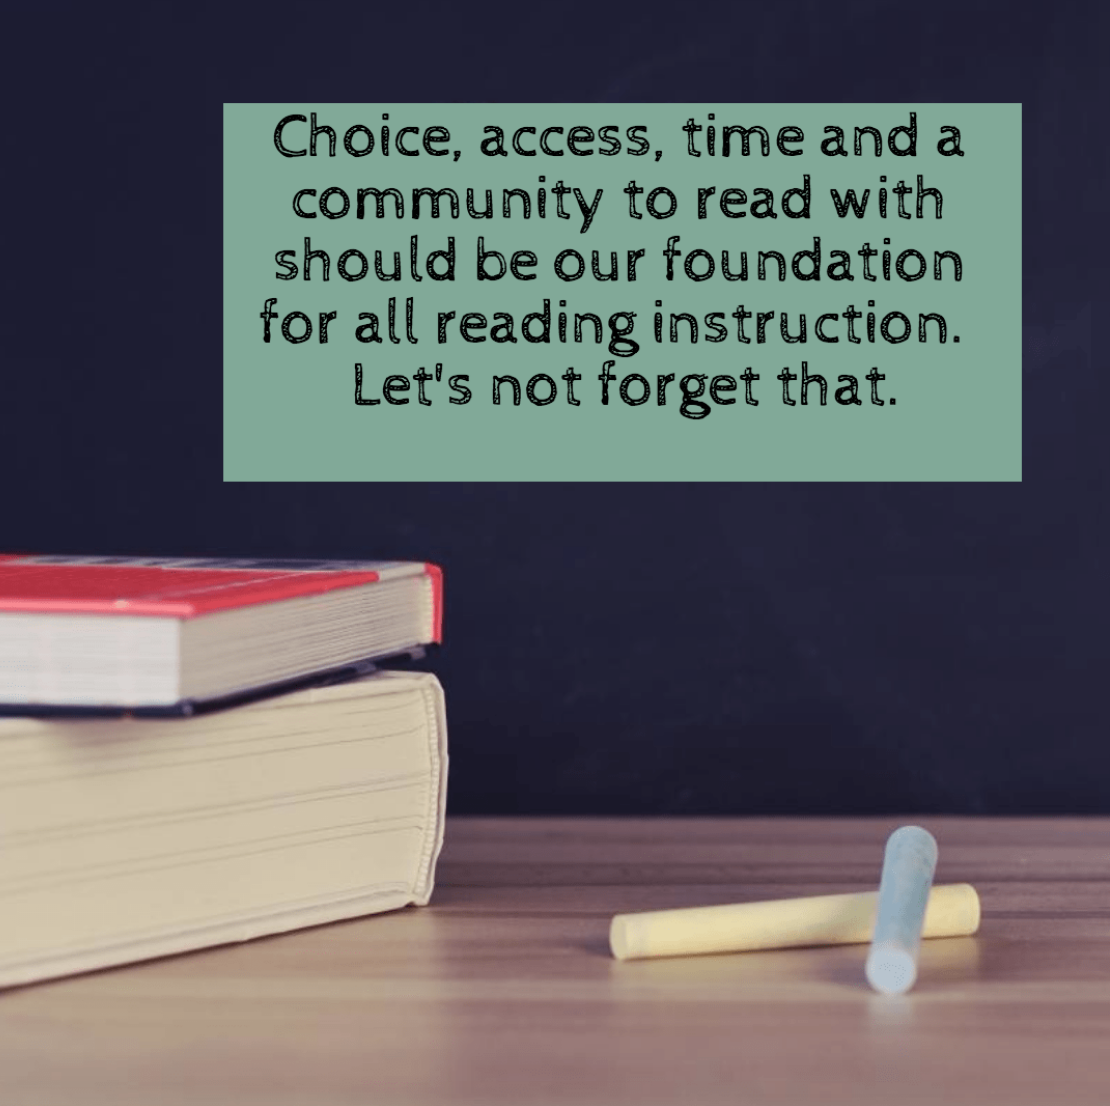 Choice, access, time and a
community to read with
should be our foundation
for all reading instruction.
Let's not forget that.